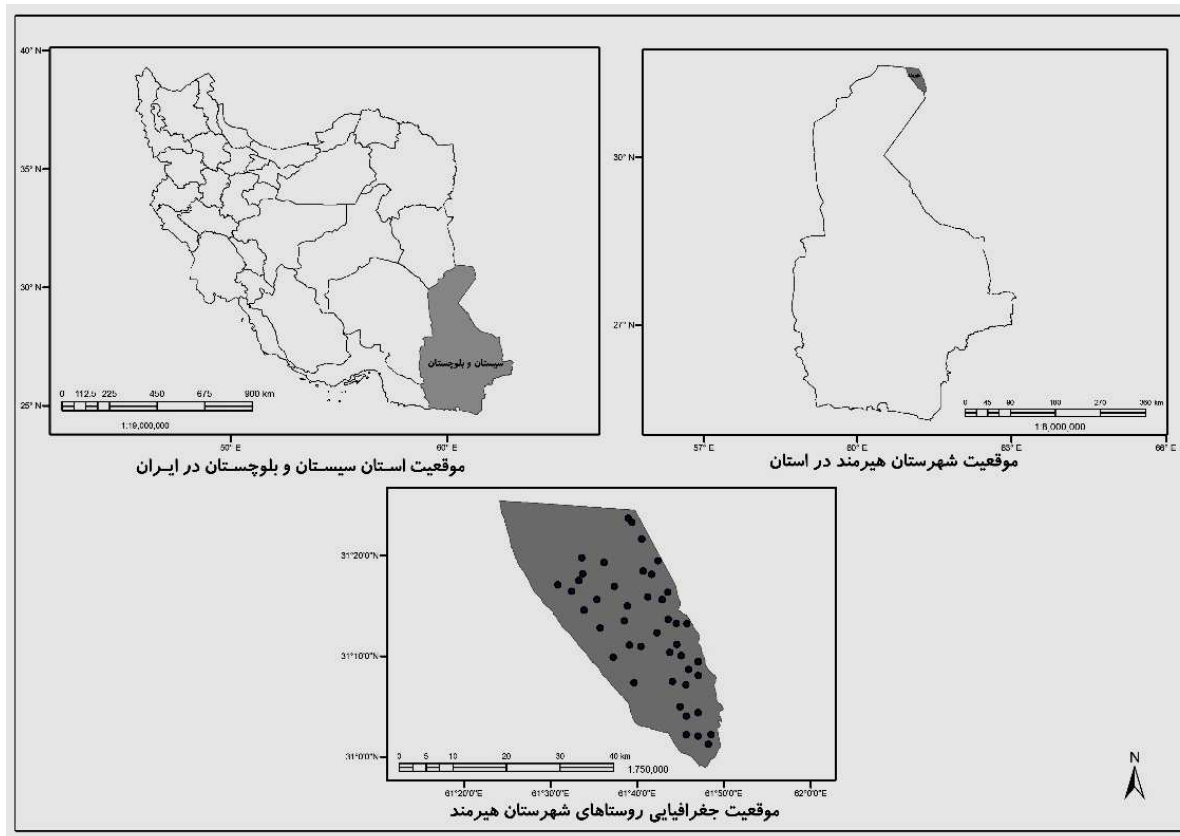 40° N
35° N
30° N
25° N
سیستان و بلوچستان
0 112.5 225 450 675 900 km
1:19,000,000
50° E 60° E
موقعیت استان سیستان و بلوچستان در ایران
30° N
27° N
0 45 90 180 270 360 km
57° E 60° E 63° E 66° E
موقعیت شهرستان هیرمند در استان
31°20'0"N
31°10'0"N
31°0'0"N
0 5 10 20 30 40 km
1:750,000
61°20'0"E 61°30'0"E 61°40'0"E 61°50'0"E 62°0'0"E
موقعیت جغرافیایی روستاهای شهرستان هیرمند
N